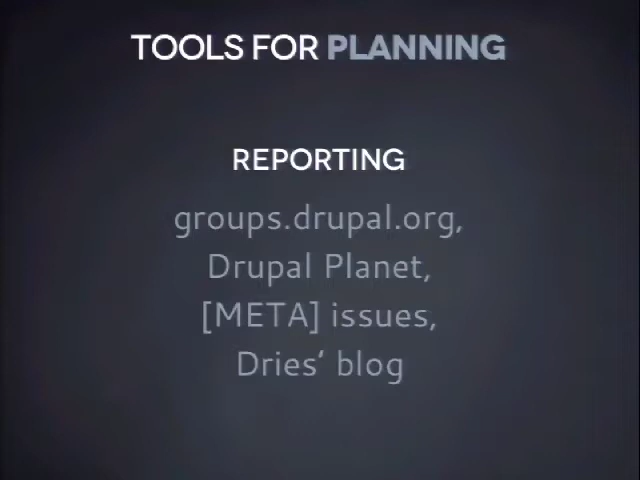 TOOLS FOR PLANNING
REPORTING
groups.drupal.org,
Drupal Planet,
[META] issues,
Dries’ blog